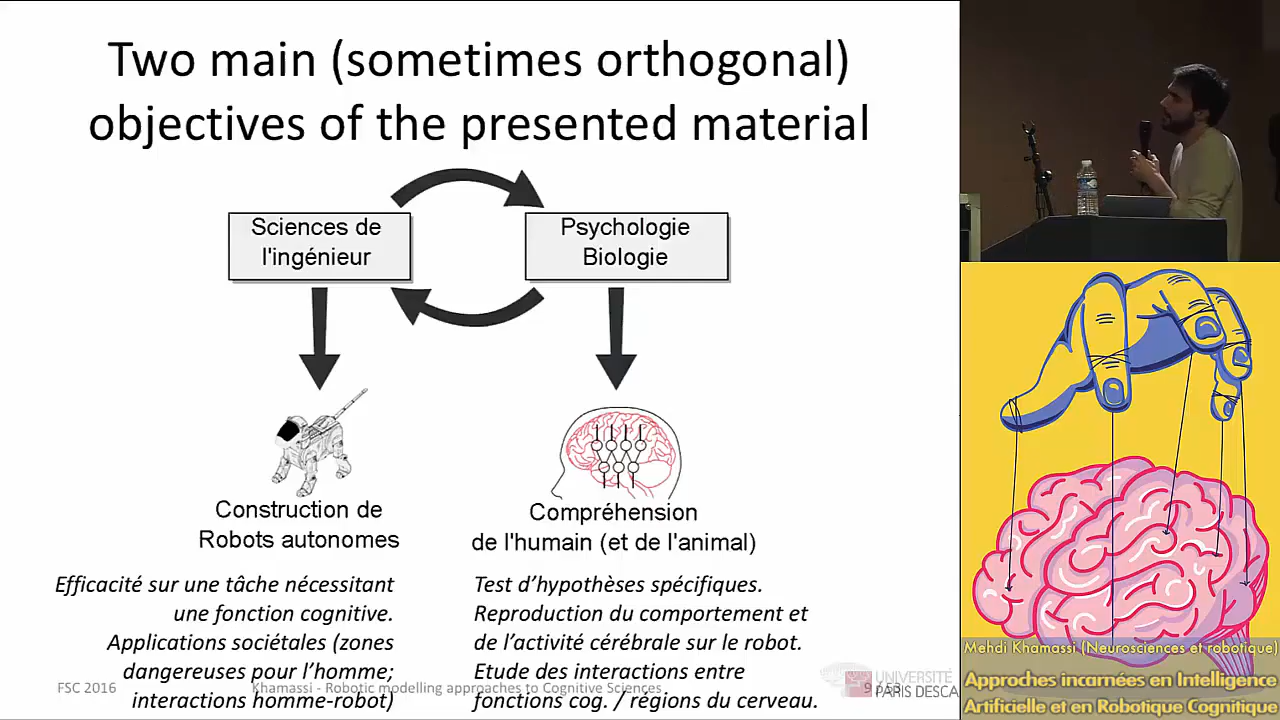 Two main (sometimes orthogonal)
objectives of the presented material
Sciences de
l'ingénieur
Psychologie
Biologie
Construction de
Robots autonomes
Compréhension
de l'humain (et de l'animal)
Efficacité sur une tâche nécessitant
une fonction cognitive.
Applications sociétales (zones
dangereuses pour l'homme;
interactions homme-robot)
Test d'hypothèses spécifiques.
Reproduction du comportement et
de l'activité cérébrale sur le robot.
Etude des interactions entre
fonctions cog. / régions du cerveau.
FSC 2016
Khamassi - Robotic modelling approaches to Cognitive Sciences
UNIVERSITÉ
PARIS DESCA
Mehdi Khamassi (Neurosciences et robotique)
Approches incarnées en Intelligence
Artificielle et en Robotique Cognitique